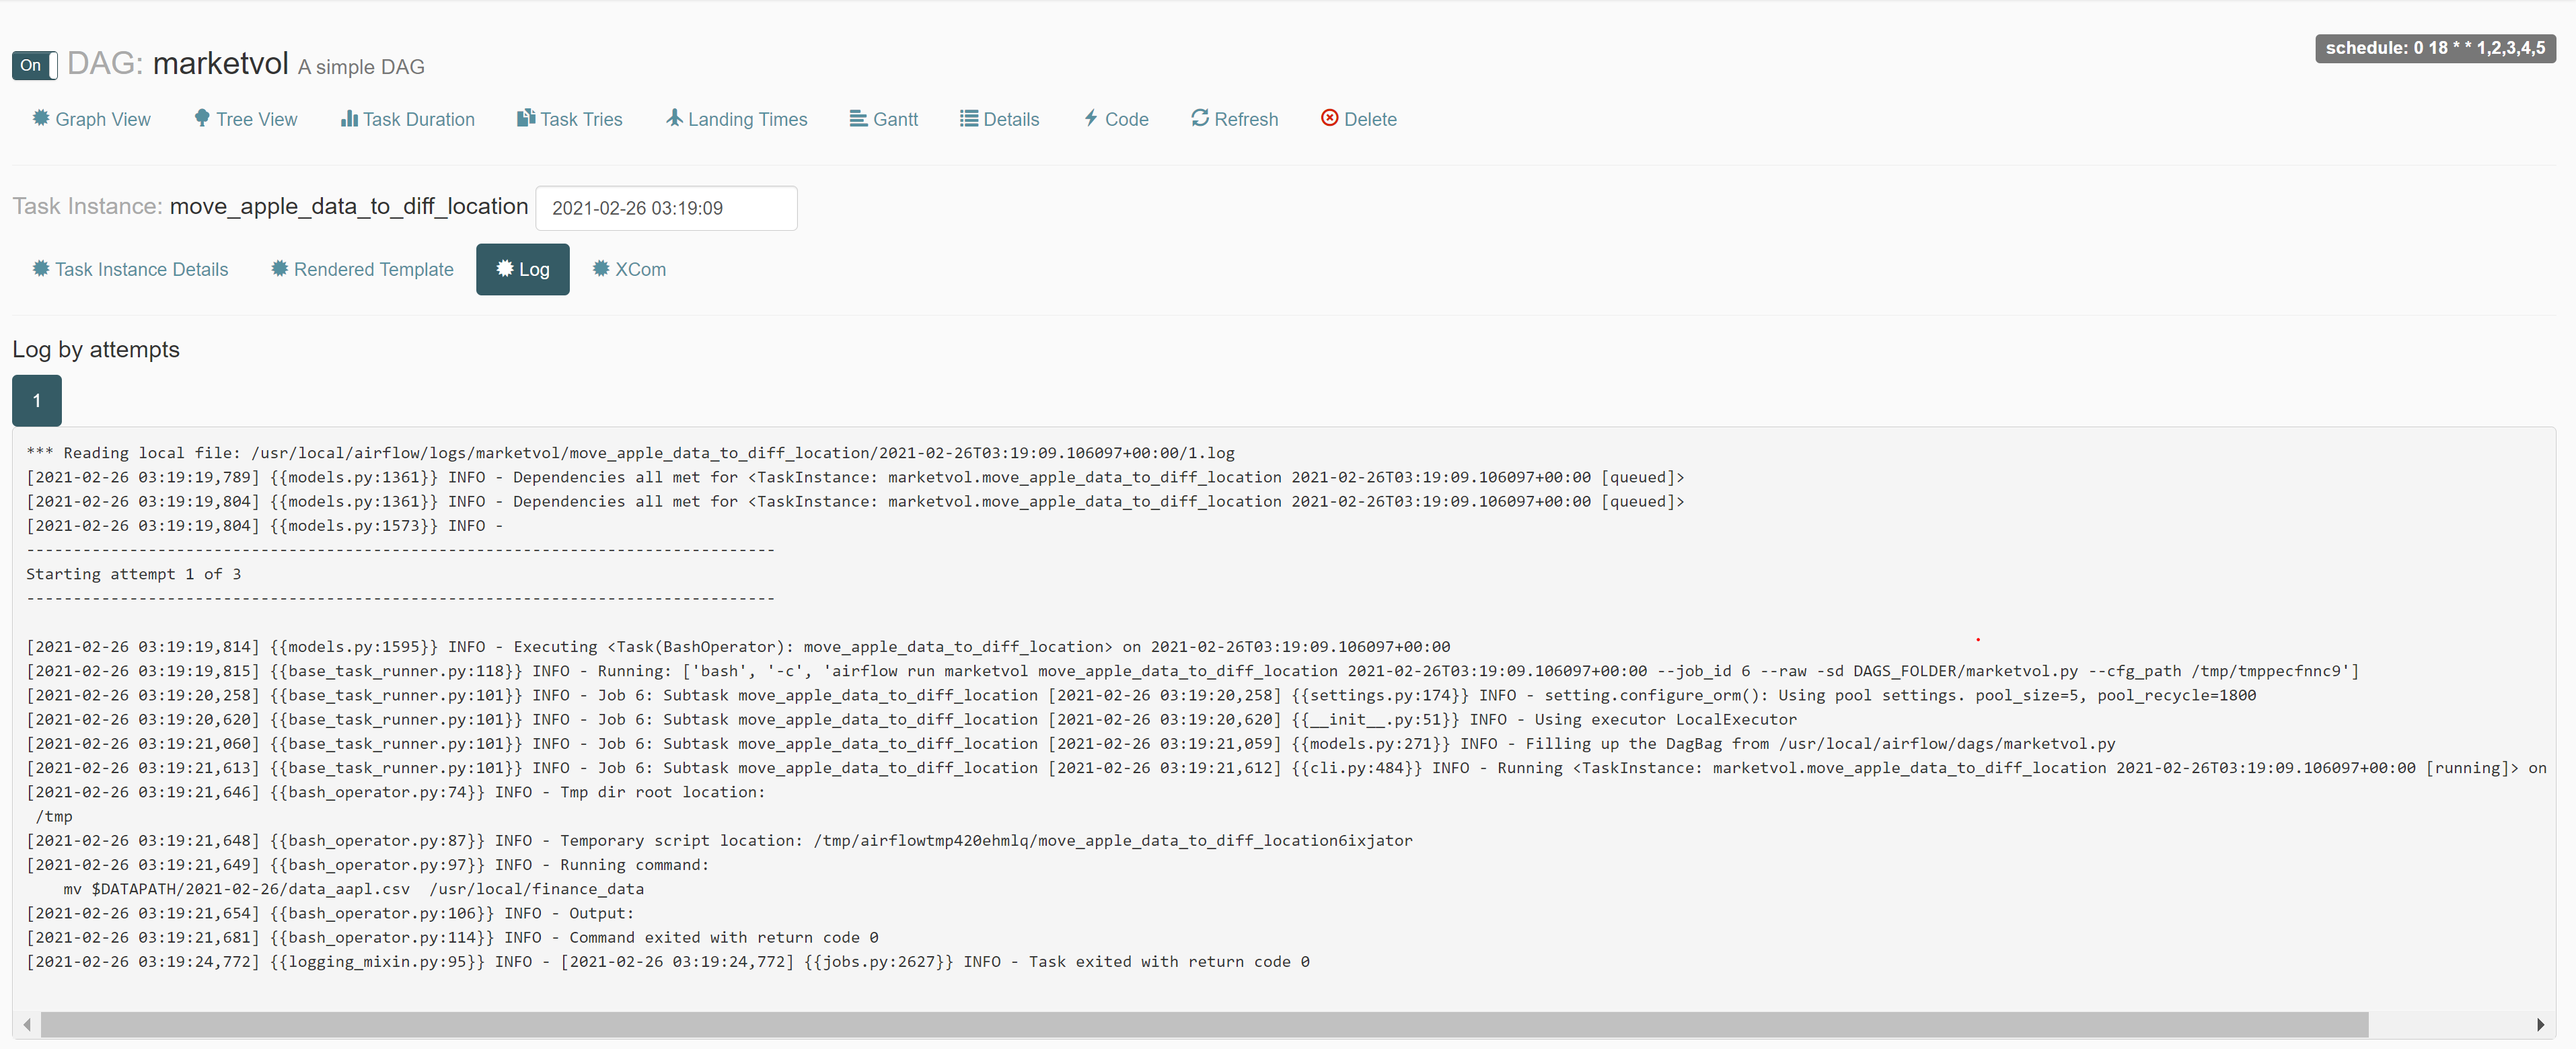 On DAG: marketvol A simple DAG schedule: 0 18 * * 1,2,3,4,5
Graph View Tree View Task Duration Task Tries Landing Times Gantt Details Code Refresh Delete
Task Instance: move_apple_data_to_diff_location 2021-02-26 03:19:09
Task Instance Details Rendered Template Log XCom
Log by attempts
1
*** Reading local file: /usr/local/airflow/logs/marketvol/move_apple_data_to_diff_location/2021-02-26T03:19:09.106097+00:00/1.log
[2021-02-26 03:19:19,789] {{models.py:1361}} INFO - Dependencies all met for <TaskInstance: marketvol.move_apple_data_to_diff_location 2021-02-26T03:19:09.106097+00:00 [queued]>
[2021-02-26 03:19:19,804] {{models.py:1361}} INFO - Dependencies all met for <TaskInstance: marketvol.move_apple_data_to_diff_location 2021-02-26T03:19:09.106097+00:00 [queued]>
[2021-02-26 03:19:19,804] {{models.py:1573}} INFO -
--------------------------------------------------------------------------------
Starting attempt 1 of 3
--------------------------------------------------------------------------------
[2021-02-26 03:19:19,814] {{models.py:1595}} INFO - Executing <Task(BashOperator): move_apple_data_to_diff_location> on 2021-02-26T03:19:09.106097+00:00
[2021-02-26 03:19:19,815] {{base_task_runner.py:118}} INFO - Running: ['bash', '-c', 'airflow run marketvol move_apple_data_to_diff_location 2021-02-26T03:19:09.106097+00:00 --job_id 6 --raw -sd DAGS_FOLDER/marketvol.py --cfg_path /tmp/tmppecfnnc9']
[2021-02-26 03:19:20,258] {{base_task_runner.py:101}} INFO - Job 6: Subtask move_apple_data_to_diff_location [2021-02-26 03:19:20,258] {{settings.py:174}} INFO - setting.configure_orm(): Using pool settings. pool_size=5, pool_recycle=1800
[2021-02-26 03:19:20,620] {{base_task_runner.py:101}} INFO - Job 6: Subtask move_apple_data_to_diff_location [2021-02-26 03:19:20,620] {{__init__.py:51}} INFO - Using executor LocalExecutor
[2021-02-26 03:19:21,060] {{base_task_runner.py:101}} INFO - Job 6: Subtask move_apple_data_to_diff_location [2021-02-26 03:19:21,059] {{models.py:271}} INFO - Filling up the DagBag from /usr/local/airflow/dags/marketvol.py
[2021-02-26 03:19:21,613] {{base_task_runner.py:101}} INFO - Job 6: Subtask move_apple_data_to_diff_location [2021-02-26 03:19:21,612] {{cli.py:484}} INFO - Running <TaskInstance: marketvol.move_apple_data_to_diff_location 2021-02-26T03:19:09.106097+00:00 [running]> on
[2021-02-26 03:19:21,646] {{bash_operator.py:74}} INFO - Tmp dir root location:
/tmp
[2021-02-26 03:19:21,648] {{bash_operator.py:87}} INFO - Temporary script location: /tmp/airflowtmp420ehmlq/move_apple_data_to_diff_location6ixjator
[2021-02-26 03:19:21,649] {{bash_operator.py:97}} INFO - Running command:
mv $DATAPATH/2021-02-26/data_aapl.csv  /usr/local/finance_data
[2021-02-26 03:19:21,654] {{bash_operator.py:106}} INFO - Output:
[2021-02-26 03:19:21,681] {{bash_operator.py:114}} INFO - Command exited with return code 0
[2021-02-26 03:19:24,772] {{logging_mixin.py:95}} INFO - [2021-02-26 03:19:24,772] {{jobs.py:2627}} INFO - Task exited with return code 0